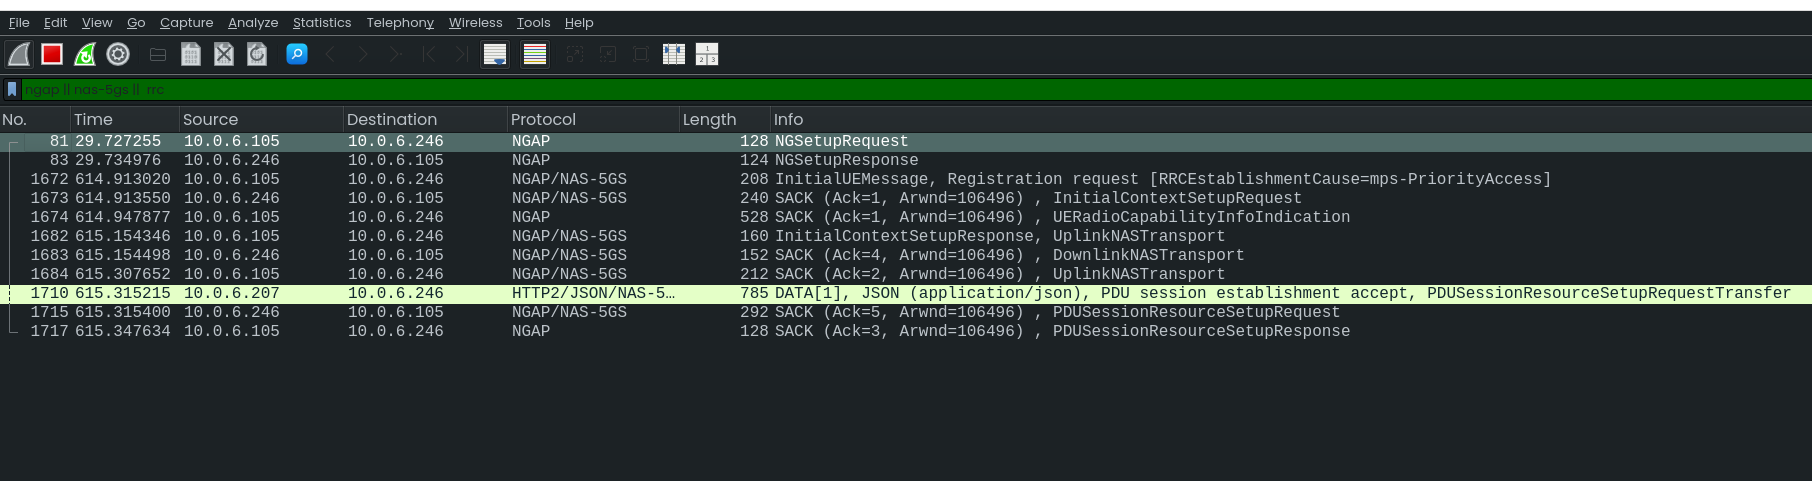 File Edit View Go Capture Analyze Statistics Telephony Wireless Tools Help
ngap || nas-5gs || rrc
No. Time Source Destination Protocol Length Info
81 29.727255 10.0.6.105 10.0.6.246 NGAP 128 NGSetupRequest
83 29.734976 10.0.6.246 10.0.6.105 NGAP 124 NGSetupResponse
1672 614.913020 10.0.6.105 10.0.6.246 NGAP/NAS-5GS 208 InitialUEMessage, Registration request [RRCEstablishmentCause=mps-PriorityAccess]
1673 614.913550 10.0.6.246 10.0.6.105 NGAP/NAS-5GS 240 SACK (Ack=1, Arwnd=106496) , InitialContextSetupRequest
1674 614.947877 10.0.6.105 10.0.6.246 NGAP 528 SACK (Ack=1, Arwnd=106496) , UERadioCapabilityInfoIndication
1682 615.154346 10.0.6.105 10.0.6.246 NGAP/NAS-5GS 160 InitialContextSetupResponse, UplinkNASTransport
1683 615.154498 10.0.6.246 10.0.6.105 NGAP/NAS-5GS 152 SACK (Ack=4, Arwnd=106496) , DownlinkNASTransport
1684 615.307652 10.0.6.105 10.0.6.246 NGAP/NAS-5GS 212 SACK (Ack=2, Arwnd=106496) , UplinkNASTransport
1710 615.315215 10.0.6.207 10.0.6.246 HTTP2/JSON/NAS-5… 785 DATA[1], JSON (application/json), PDU session establishment accept, PDUSessionResourceSetupRequestTransfer
1715 615.315400 10.0.6.246 10.0.6.105 NGAP/NAS-5GS 292 SACK (Ack=5, Arwnd=106496) , PDUSessionResourceSetupRequest
1717 615.347634 10.0.6.105 10.0.6.246 NGAP 128 SACK (Ack=3, Arwnd=106496) , PDUSessionResourceSetupResponse